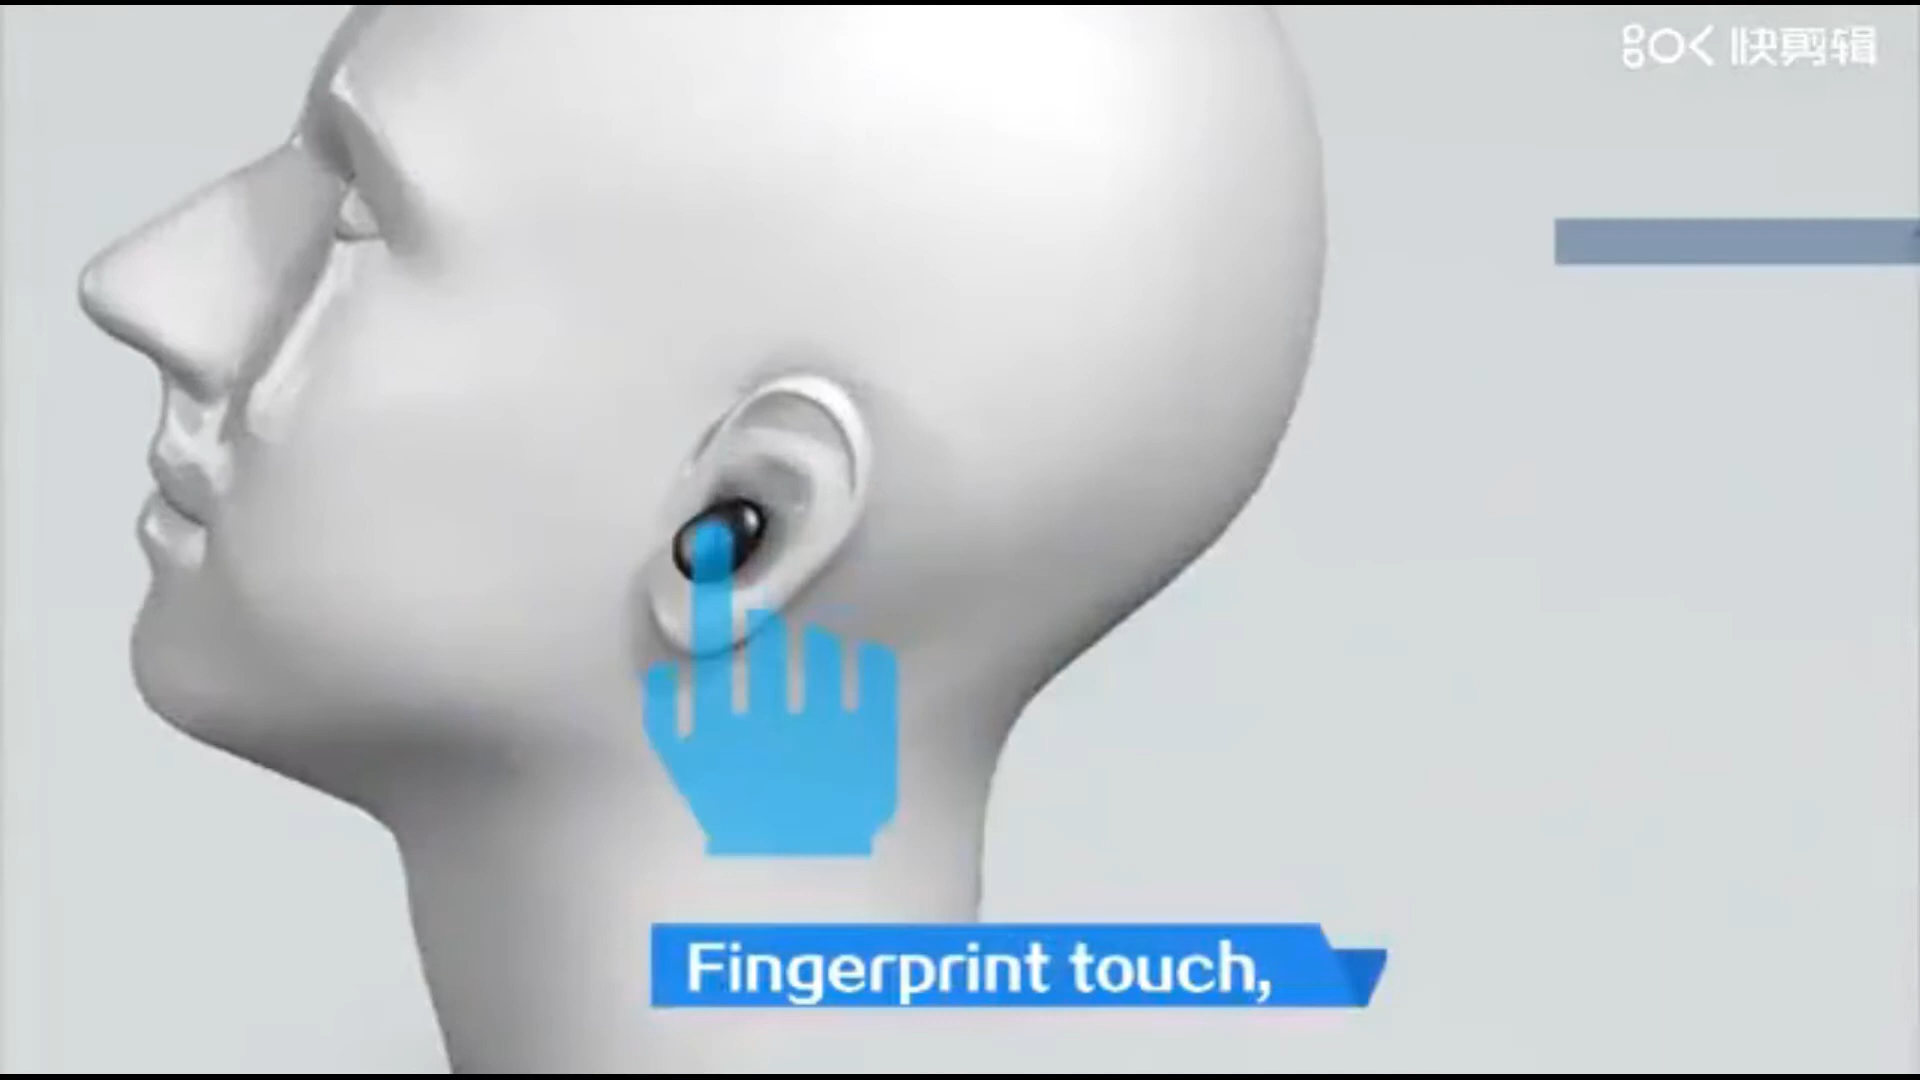 快剪辑
Fingerprint touch,